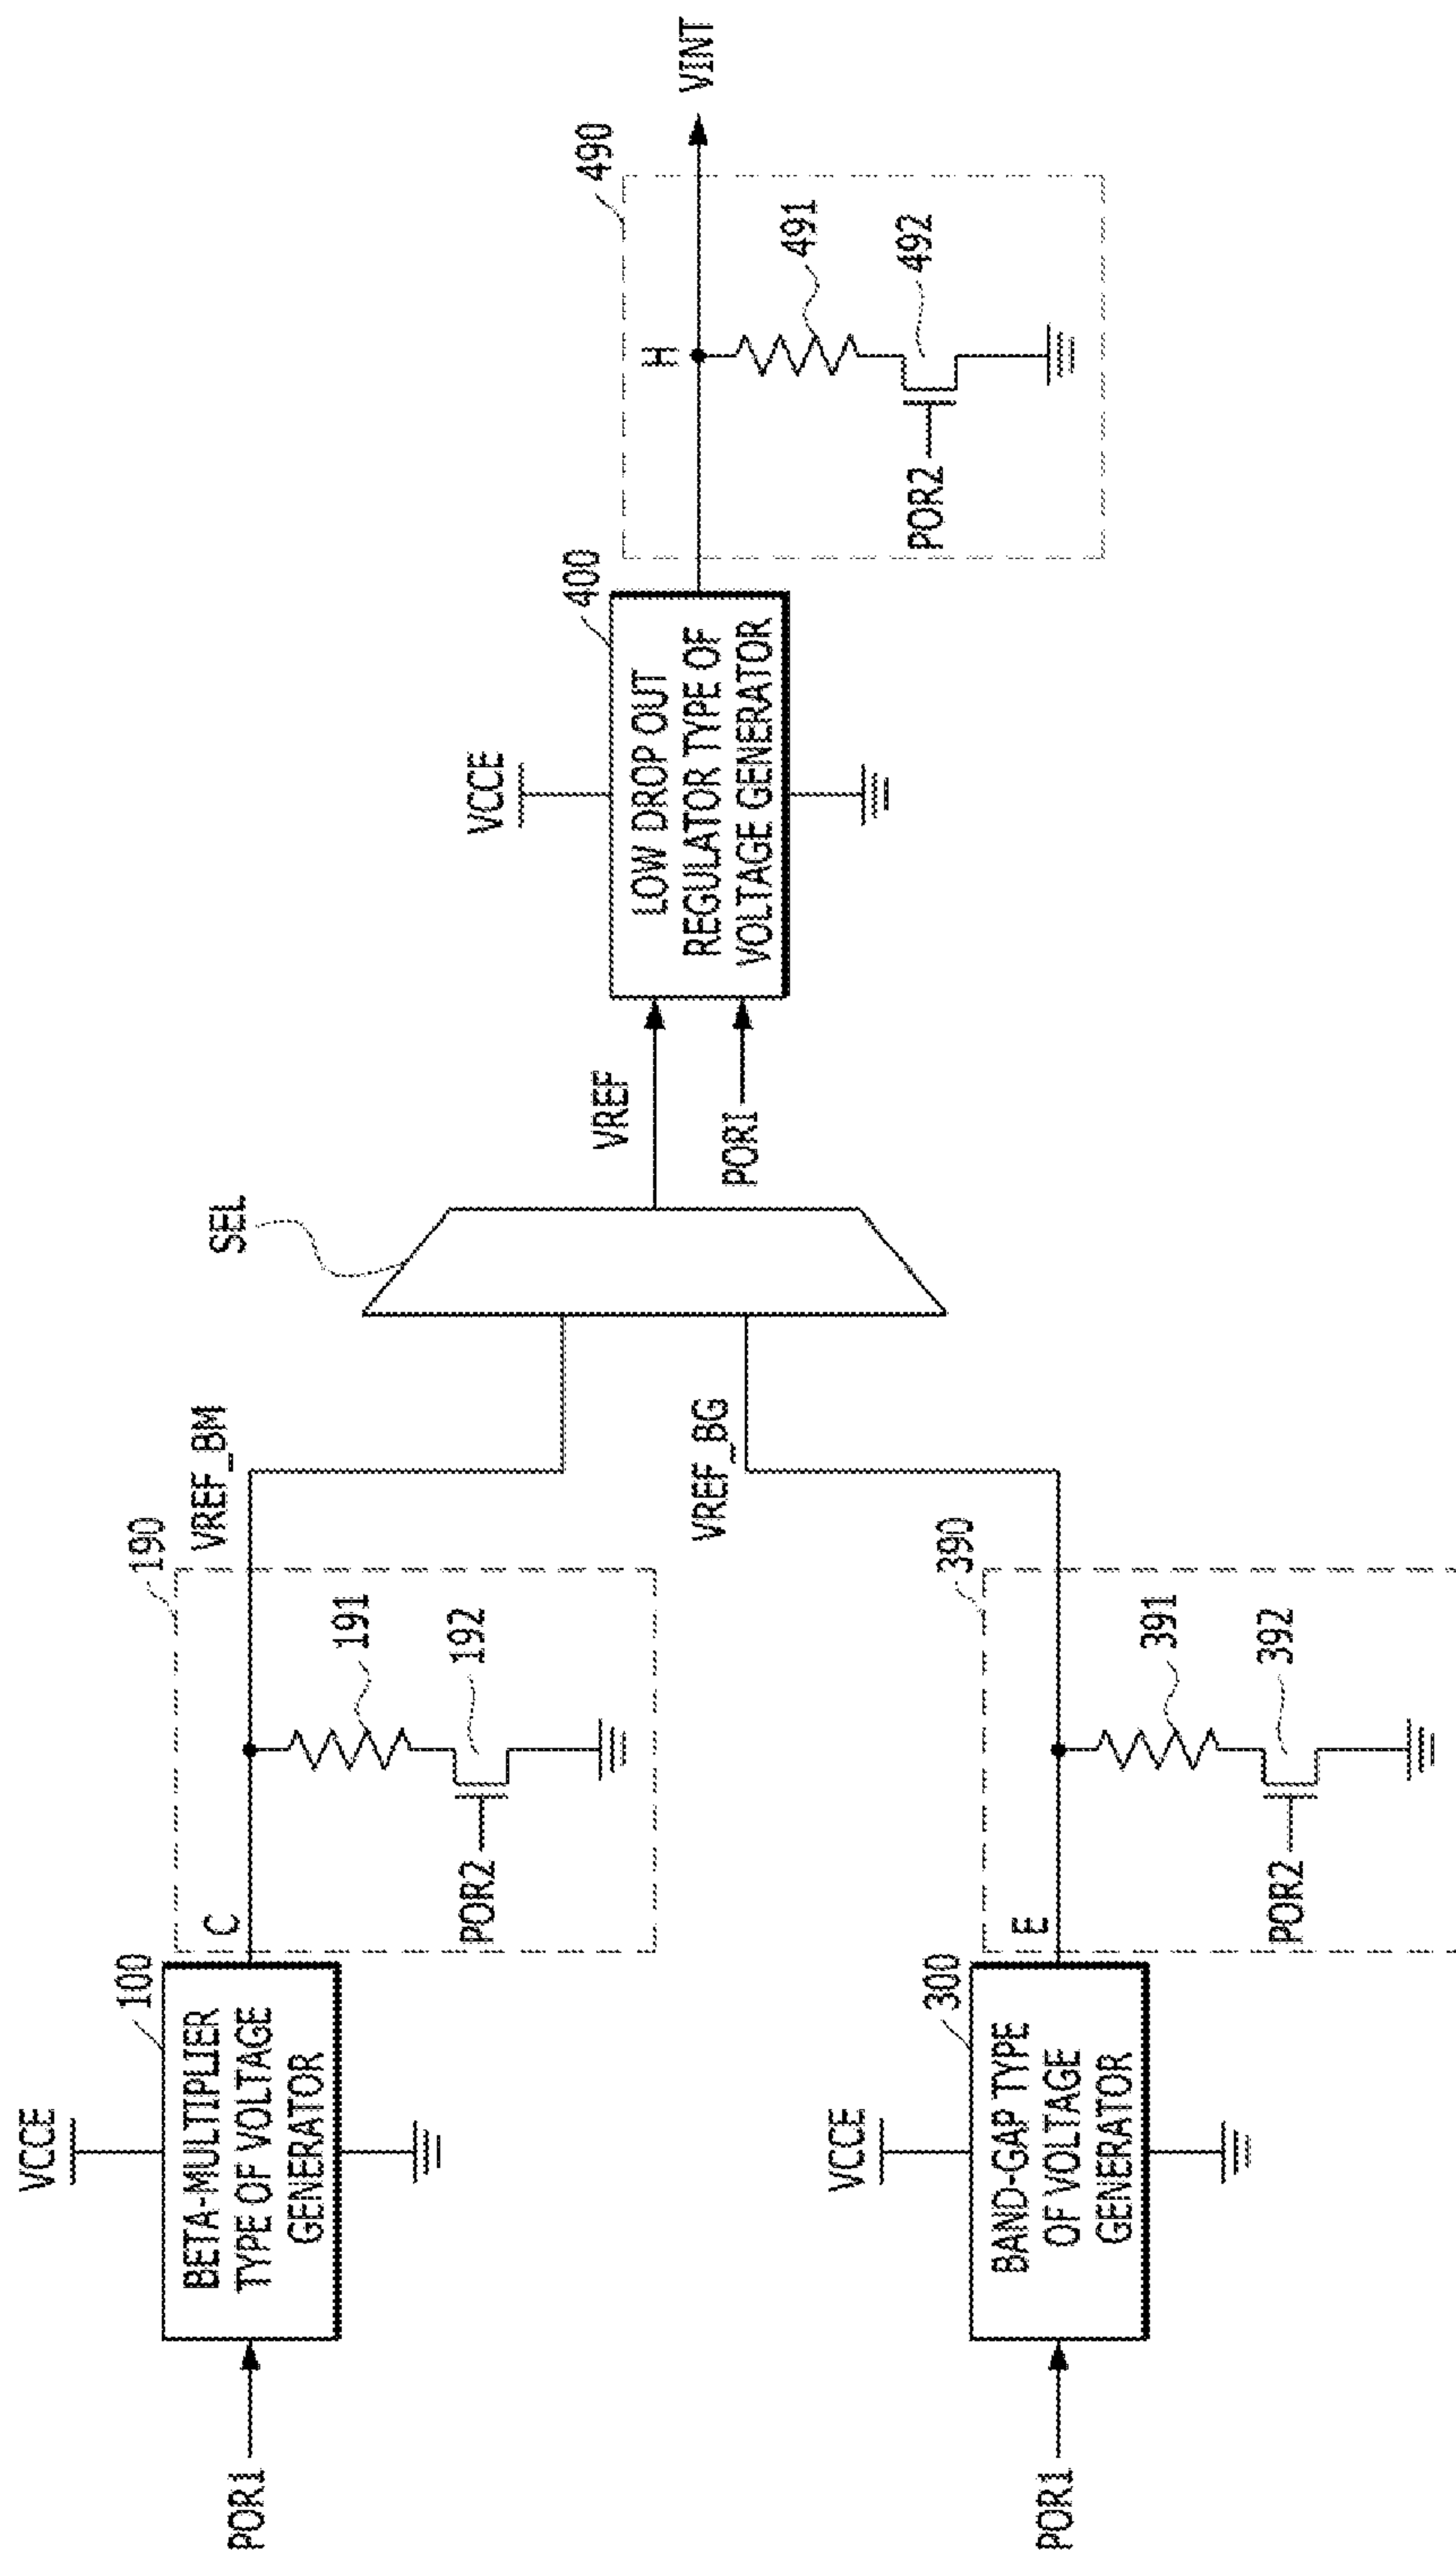 POR1
VCCE
BETA-MULTIPLIER
TYPE OF VOLTAGE
GENERATOR
100
C
190
191
192
POR2
VREF_BM
POR1
VCCE
BAND-GAP TYPE
OF VOLTAGE
GENERATOR
300
E
390
391
392
POR2
VREF_BG
SEL
VREF
POR1
VCCE
LOW DROP OUT
REGULATOR TYPE OF
VOLTAGE GENERATOR
400
H
490
491
492
POR2
VINT